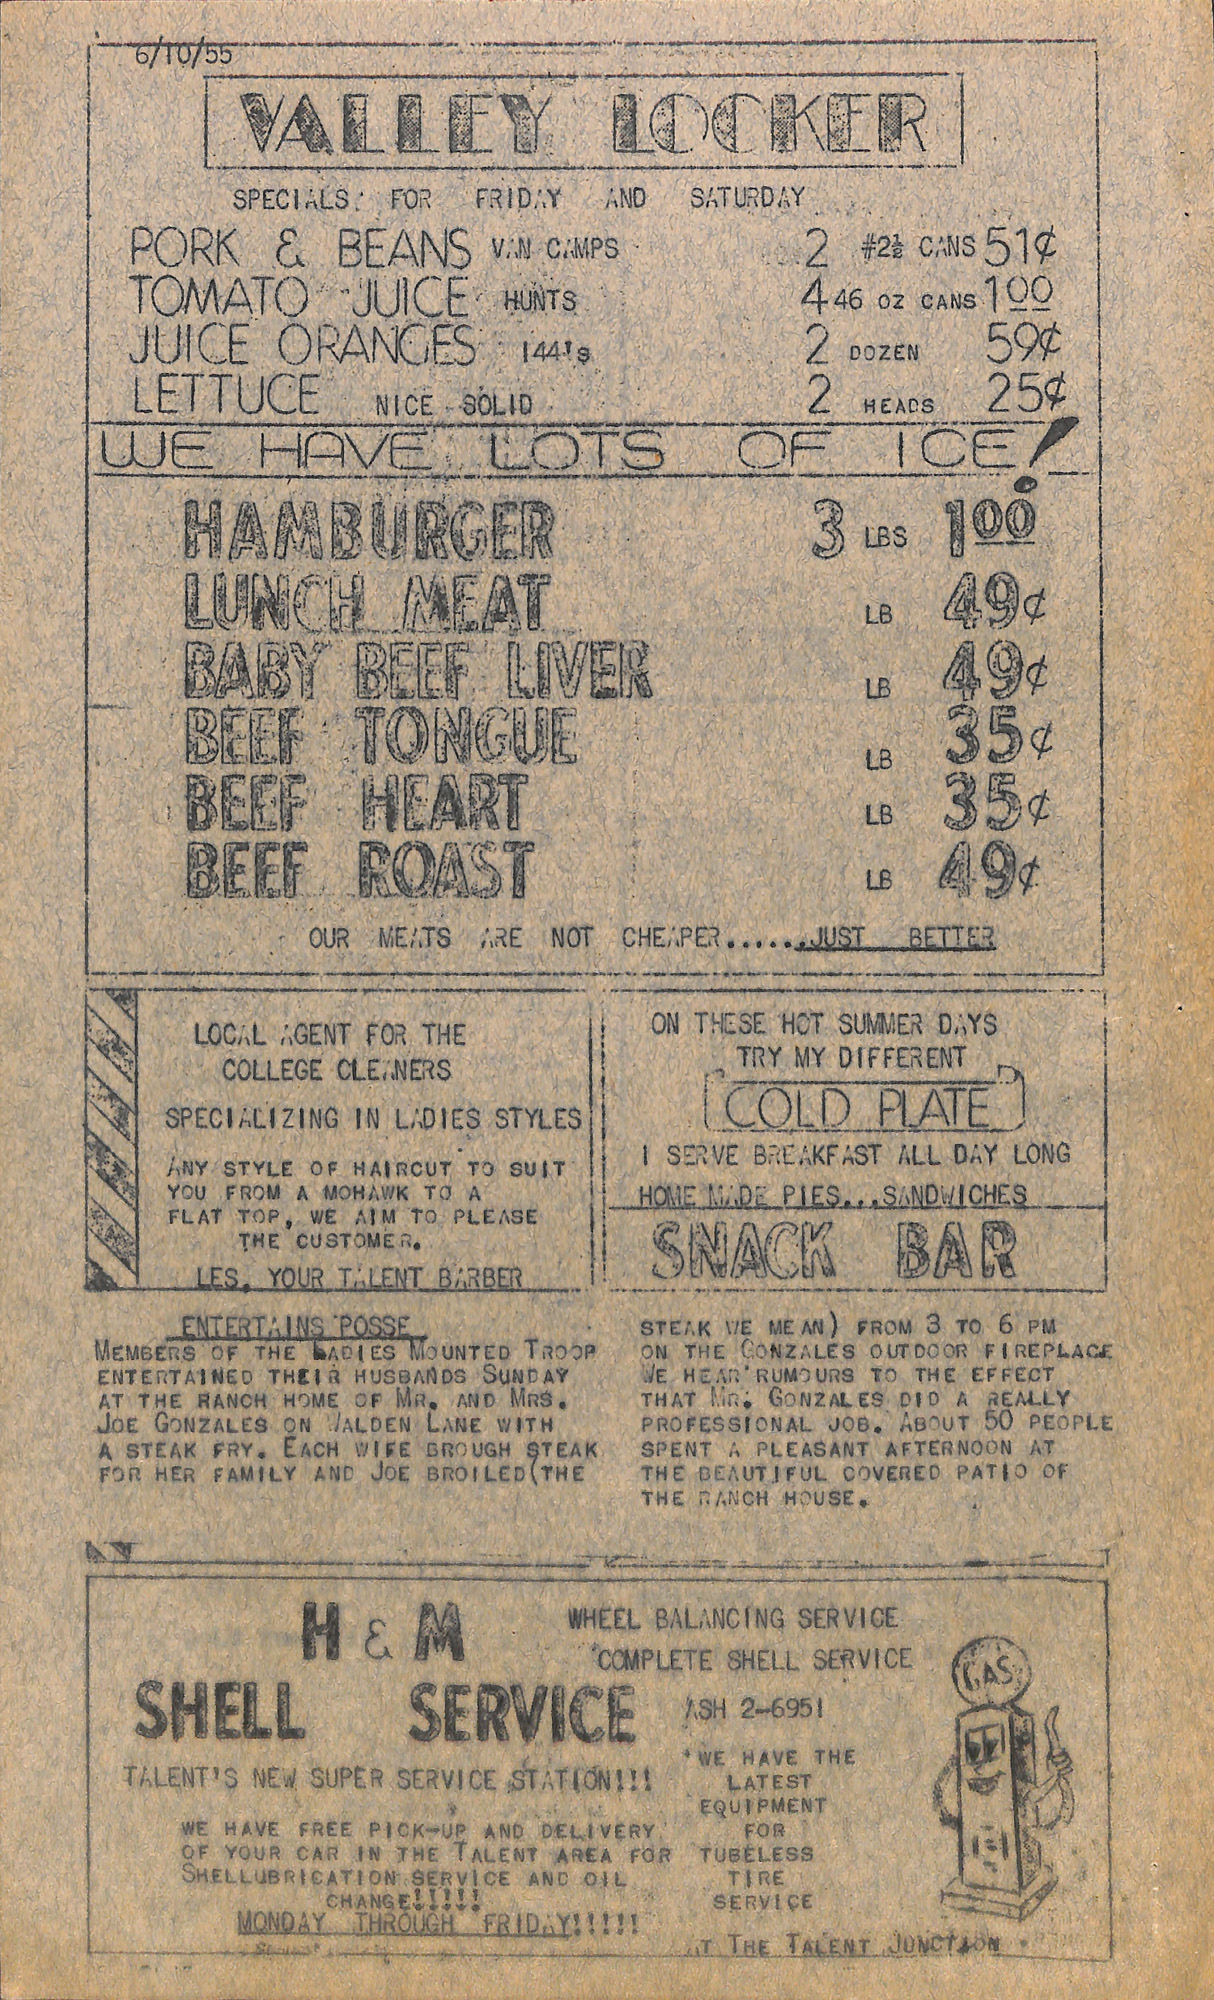 6/10/55
VALLEY LOCKER
SPECIALS: FOR FRIDAY AND SATURDAY
PORK & BEANS VAN CAMPS 2 #2½ CANS 51¢
TOMATO JUICE HUNTS 4 46 OZ CANS 1.00
JUICE ORANGES 144's 2 DOZEN 59¢
LETTUCE NICE SOLID 2 HEADS 25¢
WE HAVE LOTS OF ICE!
HAMBURGER 3 LBS 1.00
LUNCH MEAT LB 49¢
BABY BEEF LIVER LB 49¢
BEEF TONGUE LB 35¢
BEEF HEART LB 35¢
BEEF ROAST LB 49¢
OUR MEATS ARE NOT CHEAPER.......JUST BETTER
LOCAL AGENT FOR THE
COLLEGE CLEANERS
SPECIALIZING IN LADIES STYLES
ANY STYLE OF HAIRCUT TO SUIT
YOU FROM A MOHAWK TO A
FLAT TOP, WE AIM TO PLEASE
THE CUSTOMER.
LES, YOUR TALENT BARBER
ON THESE HOT SUMMER DAYS
TRY MY DIFFERENT
COLD PLATE
I SERVE BREAKFAST ALL DAY LONG
HOME MADE PIES...SANDWICHES
SNACK BAR
ENTERTAINS POSSE
MEMBERS OF THE LADIES MOUNTED TROOP
ENTERTAINED THEIR HUSBANDS SUNDAY
AT THE RANCH HOME OF MR. AND MRS.
JOE GONZALES ON WALDEN LANE WITH
A STEAK FRY. EACH WIFE BROUGH STEAK
FOR HER FAMILY AND JOE BROILED(THE
STEAK WE MEAN) FROM 3 TO 6 PM
ON THE GONZALES OUTDOOR FIREPLACE
WE HEAR RUMOURS TO THE EFFECT
THAT MR. GONZALES DID A REALLY
PROFESSIONAL JOB. ABOUT 50 PEOPLE
SPENT A PLEASANT AFTERNOON AT
THE BEAUTIFUL COVERED PATIO OF
THE RANCH HOUSE.
H & M
SHELL SERVICE
TALENT'S NEW SUPER SERVICE STATION!!!
WE HAVE FREE PICK-UP AND DELIVERY
OF YOUR CAR IN THE TALENT AREA FOR
SHELLUBRICATION SERVICE AND OIL
CHANGE!!!!!
MONDAY THROUGH FRIDAY!!!!!
WHEEL BALANCING SERVICE
COMPLETE SHELL SERVICE
ASH 2-6951
WE HAVE THE
LATEST
EQUIPMENT
FOR
TUBELESS
TIRE
SERVICE
GAS
AT THE TALENT JUNCTION